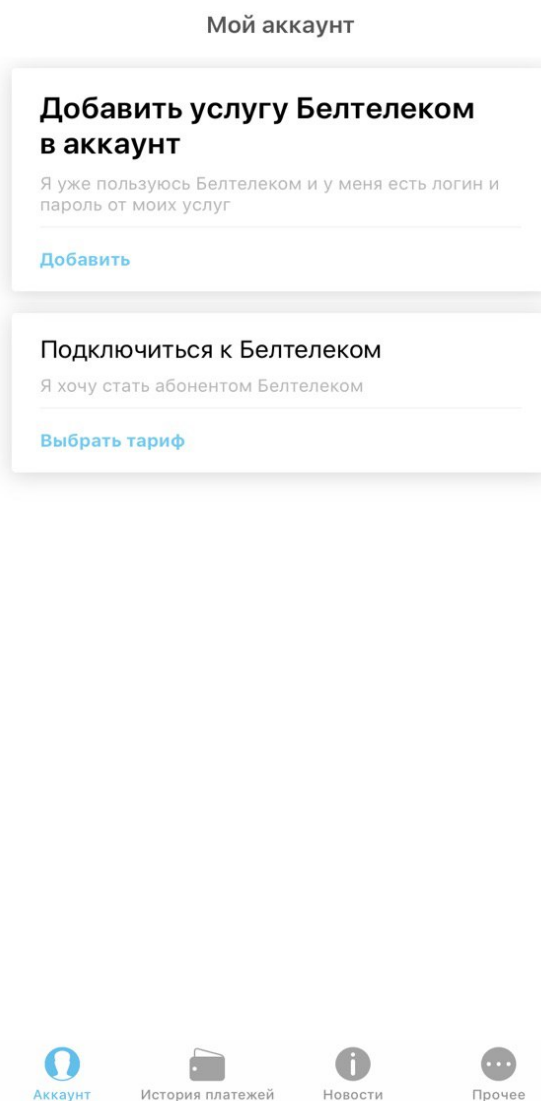 Мой аккаунт
Добавить услугу Белтелеком
в аккаунт
Я уже пользуюсь Белтелеком и у меня есть логин и
пароль от моих услуг
Добавить
Подключиться к Белтелеком
Я хочу стать абонентом Белтелеком
Выбрать тариф
Аккаунт История платежей Новости Прочее